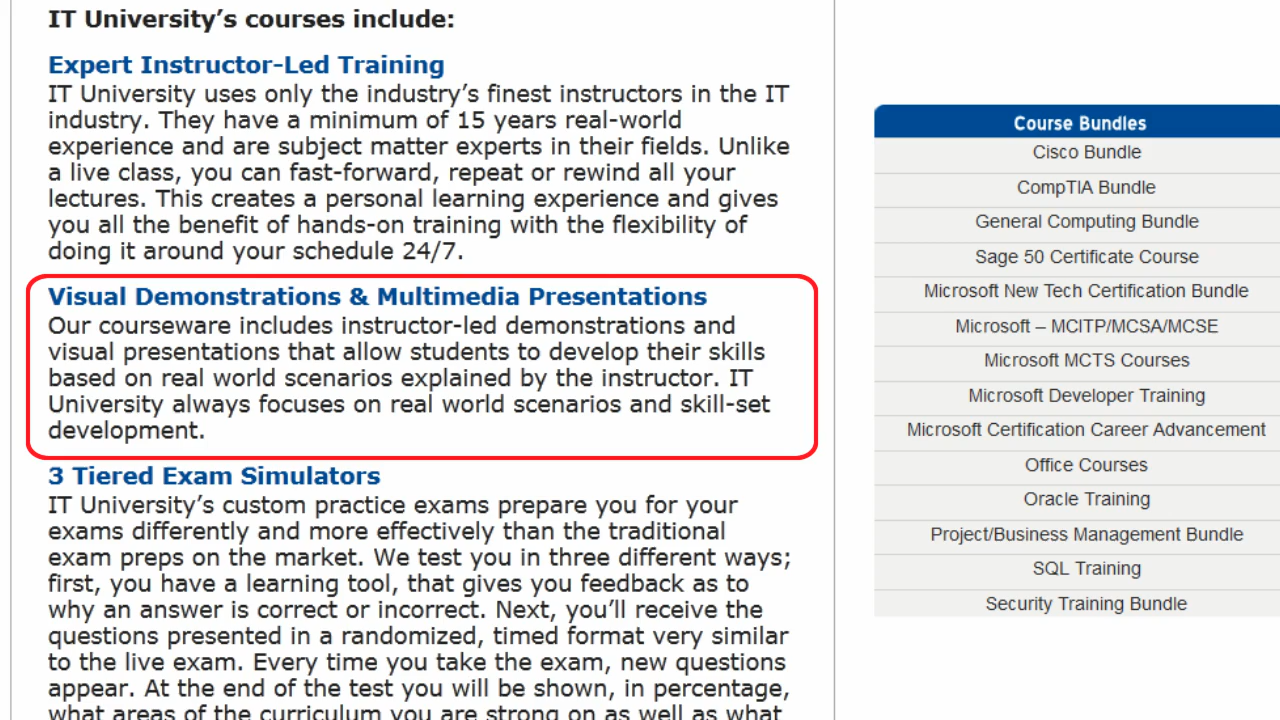 IT University’s courses include:
Expert Instructor-Led Training
IT University uses only the industry’s finest instructors in the IT
industry. They have a minimum of 15 years real-world
experience and are subject matter experts in their fields. Unlike
a live class, you can fast-forward, repeat or rewind all your
lectures. This creates a personal learning experience and gives
you all the benefit of hands-on training with the flexibility of
doing it around your schedule 24/7.
Visual Demonstrations & Multimedia Presentations
Our courseware includes instructor-led demonstrations and
visual presentations that allow students to develop their skills
based on real world scenarios explained by the instructor. IT
University always focuses on real world scenarios and skill-set
development.
3 Tiered Exam Simulators
IT University’s custom practice exams prepare you for your
exams differently and more effectively than the traditional
exam preps on the market. We test you in three different ways;
first, you have a learning tool, that gives you feedback as to
why an answer is correct or incorrect. Next, you’ll receive the
questions presented in a randomized, timed format very similar
to the live exam. Every time you take the exam, new questions
appear. At the end of the test you will be shown, in percentage,
what areas of the curriculum you are strong on as well as what
Course Bundles
Cisco Bundle
CompTIA Bundle
General Computing Bundle
Sage 50 Certificate Course
Microsoft New Tech Certification Bundle
Microsoft – MCITP/MCSA/MCSE
Microsoft MCTS Courses
Microsoft Developer Training
Microsoft Certification Career Advancement
Office Courses
Oracle Training
Project/Business Management Bundle
SQL Training
Security Training Bundle